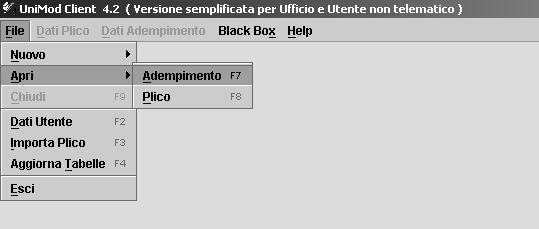 UniMod Client 4.2 ( Versione semplificata per Ufficio e Utente non telematico )
File Dati Plico Dati Adempimento Black Box Help
Nuovo
Apri
Adempimento F7
Chiudi F9
Plico F8
Dati Utente F2
Importa Plico F3
Aggiorna Tabelle F4
Esci